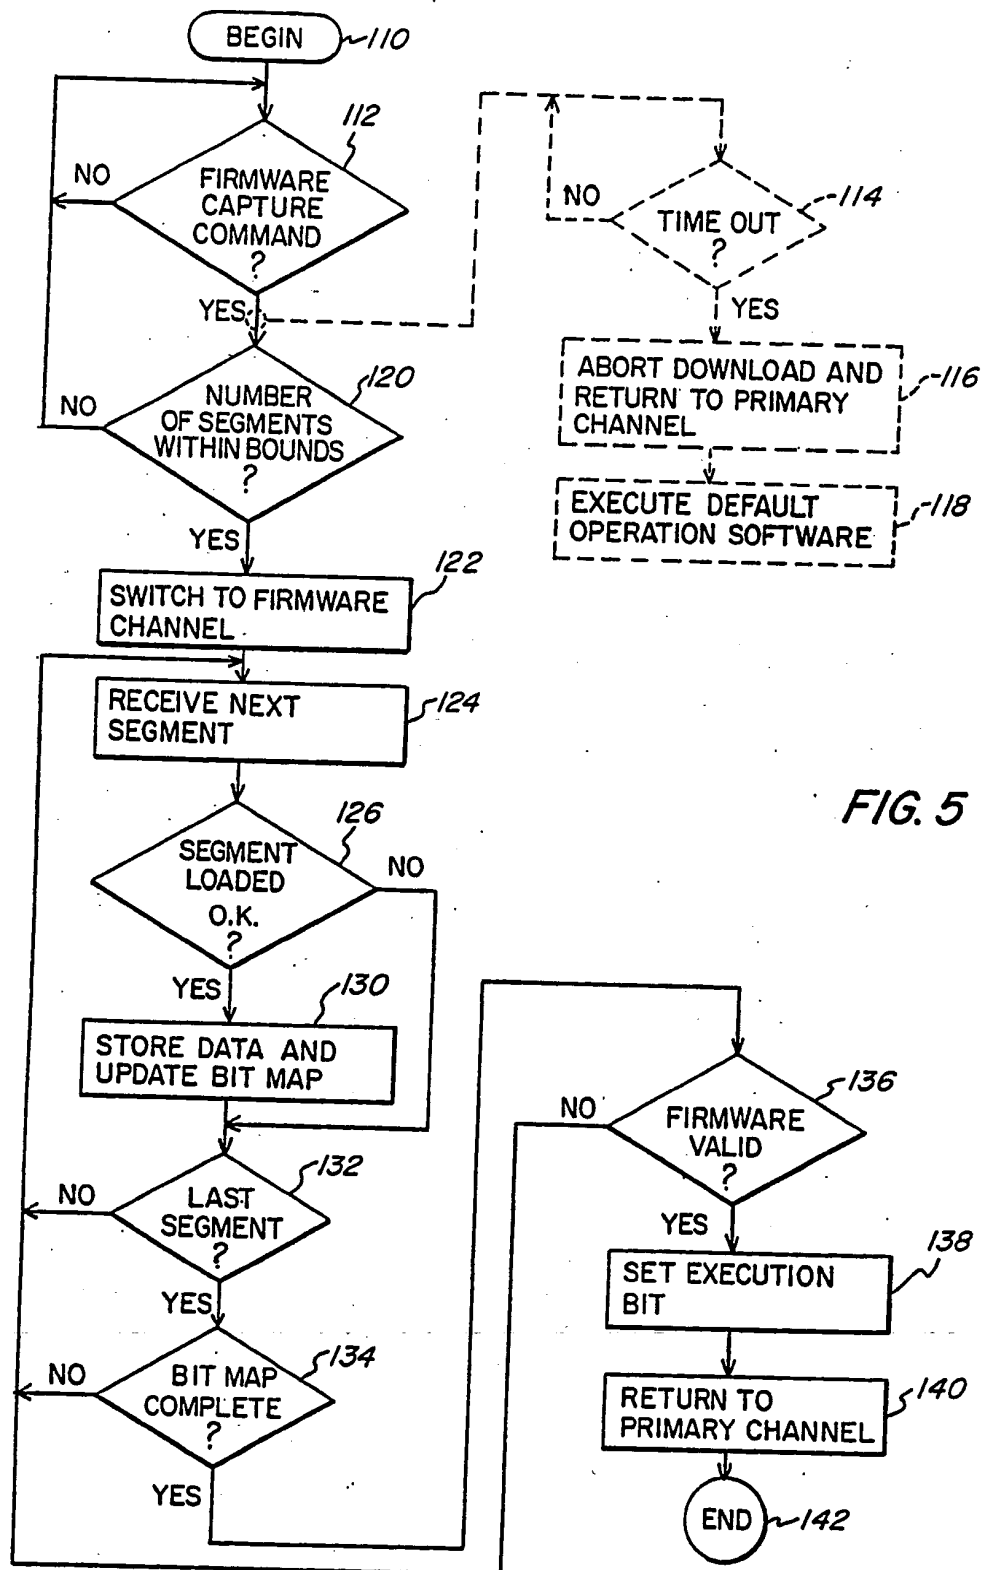 BEGIN
110
112
NO
FIRMWARE
CAPTURE
COMMAND
?
YES
NO
TIME OUT
?
114
YES
ABORT DOWNLOAD AND
RETURN TO PRIMARY
CHANNEL
116
EXECUTE DEFAULT
OPERATION SOFTWARE
118
120
NO
NUMBER
OF SEGMENTS
WITHIN BOUNDS
?
YES
122
SWITCH TO FIRMWARE
CHANNEL
RECEIVE NEXT
SEGMENT
124
FIG. 5
126
SEGMENT
LOADED
O.K.
?
NO
YES
130
STORE DATA AND
UPDATE BIT MAP
132
NO
LAST
SEGMENT
?
YES
134
NO
BIT MAP
COMPLETE
?
YES
136
NO
FIRMWARE
VALID
?
YES
138
SET EXECUTION
BIT
140
RETURN TO
PRIMARY CHANNEL
END
142